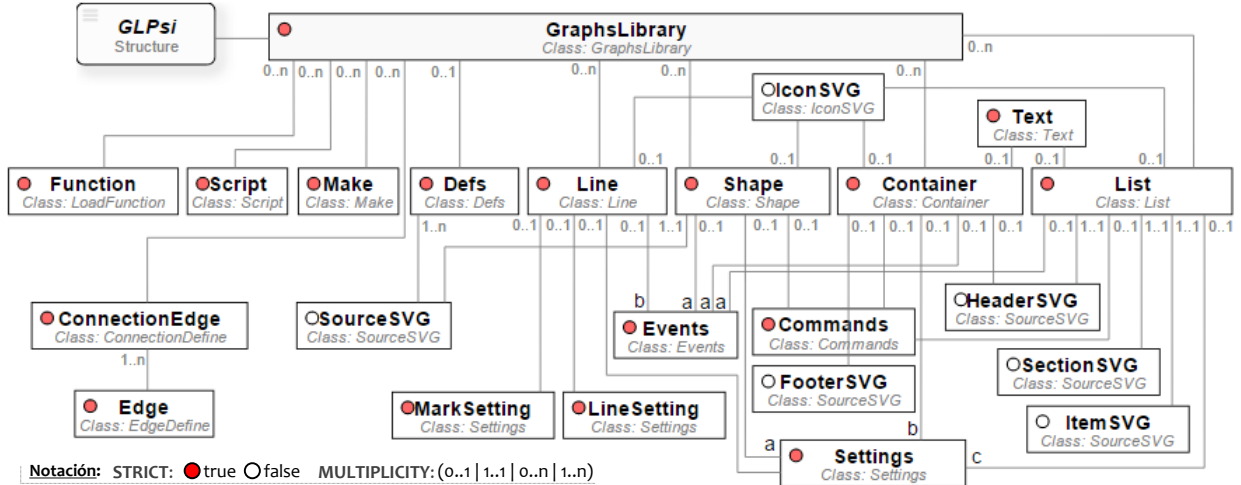 GLPsi
Structure
GraphsLibrary
Class: GraphsLibrary
0..n
0..n 0..n 0..n 0..n 0..1 0..n 0..n 0..n
IconSVG
Class: IconSVG
Text
Class: Text
0..1 0..1 0..1 0..1 0..1 0..1
Function
Class: LoadFunction
Script
Class: Script
Make
Class: Make
Defs
Class: Defs
Line
Class: Line
Shape
Class: Shape
Container
Class: Container
List
Class: List
1..n 0..1 0..1 0..1 0..1 1..1 0..1 0..1 0..1 0..1 0..1 0..1 0..1 0..1 0..1 1..1 0..1 1..1 1..1 0..1
b a a a
ConnectionEdge
Class: ConnectionDefine
SourceSVG
Class: SourceSVG
Events
Class: Events
Commands
Class: Commands
HeaderSVG
Class: SourceSVG
1..n
SectionSVG
Class: SourceSVG
FooterSVG
Class: SourceSVG
Edge
Class: EdgeDefine
MarkSetting
Class: Settings
LineSetting
Class: Settings
ItemSVG
Class: SourceSVG
a b c
Settings
Class: Settings
Notación: STRICT: true false MULTIPLICITY: (0..1 | 1..1 | 0..n | 1..n)